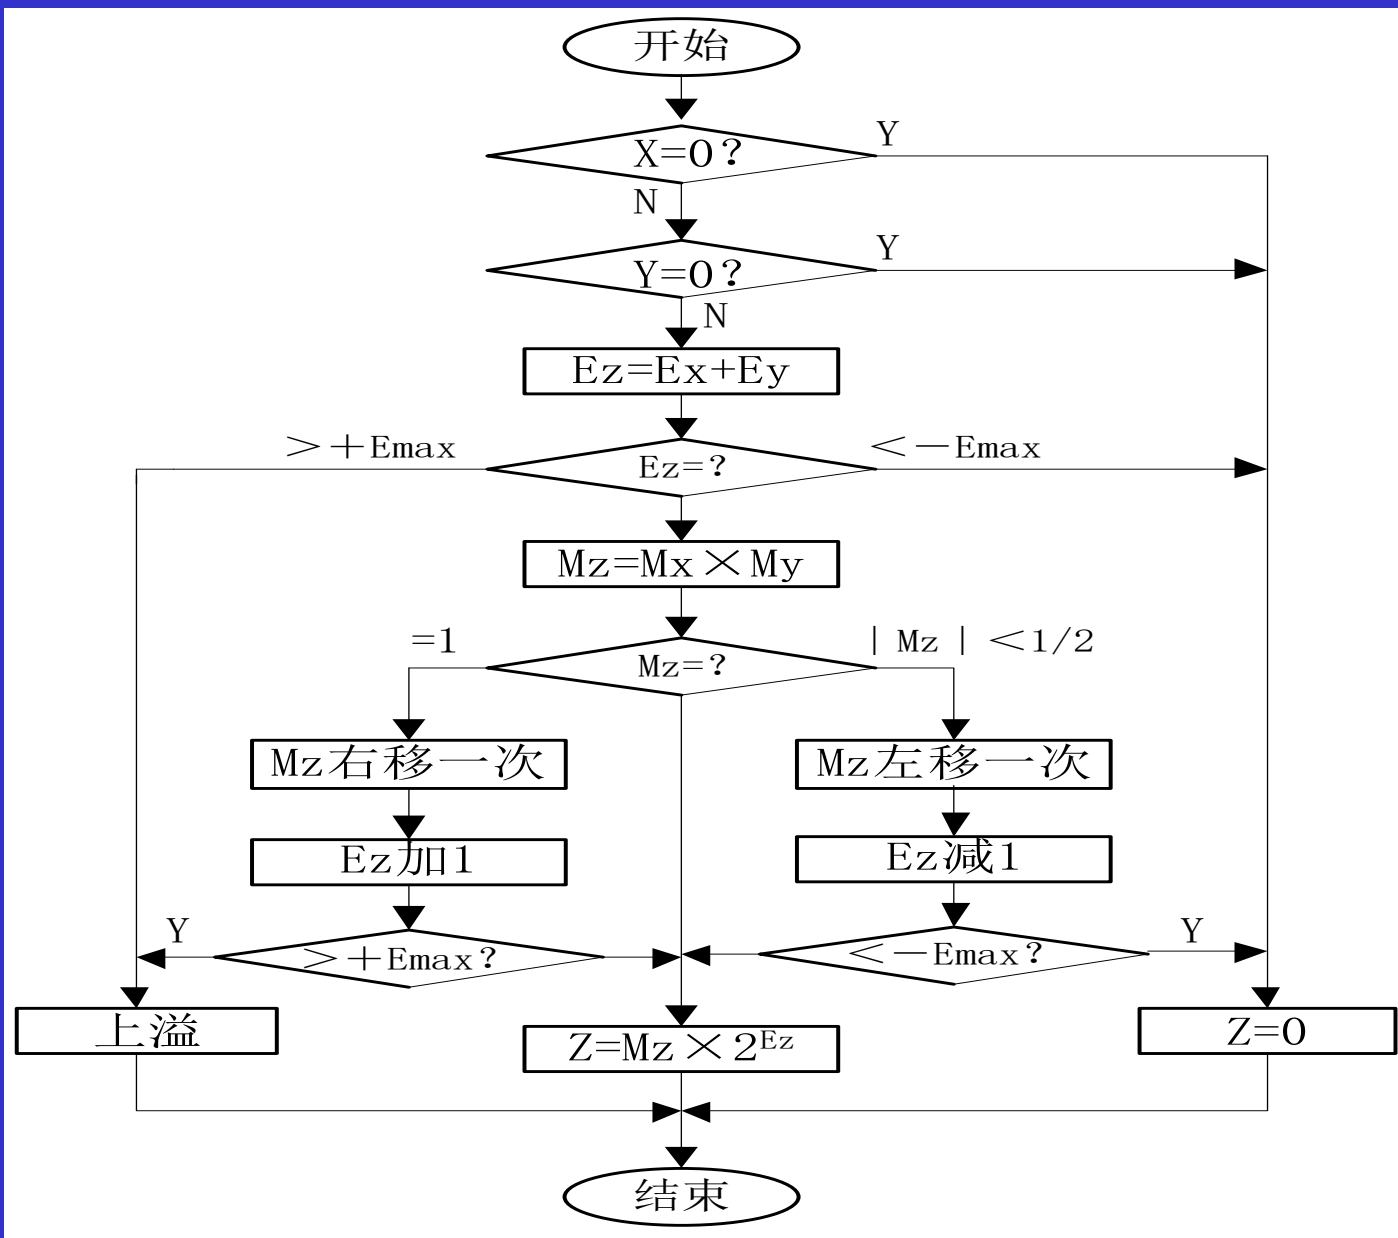 开始
X=0?
Y
N
Y=0?
Y
N
Ez=Ex+Ey
>+Emax
Ez=?
<-Emax
Mz=Mx×My
=1
Mz=?
|Mz|<1/2
Mz右移一次
Mz左移一次
Ez加1
Ez减1
Y
>+Emax?
<-Emax?
Y
上溢
Z=Mz×2^Ez
Z=0
结束